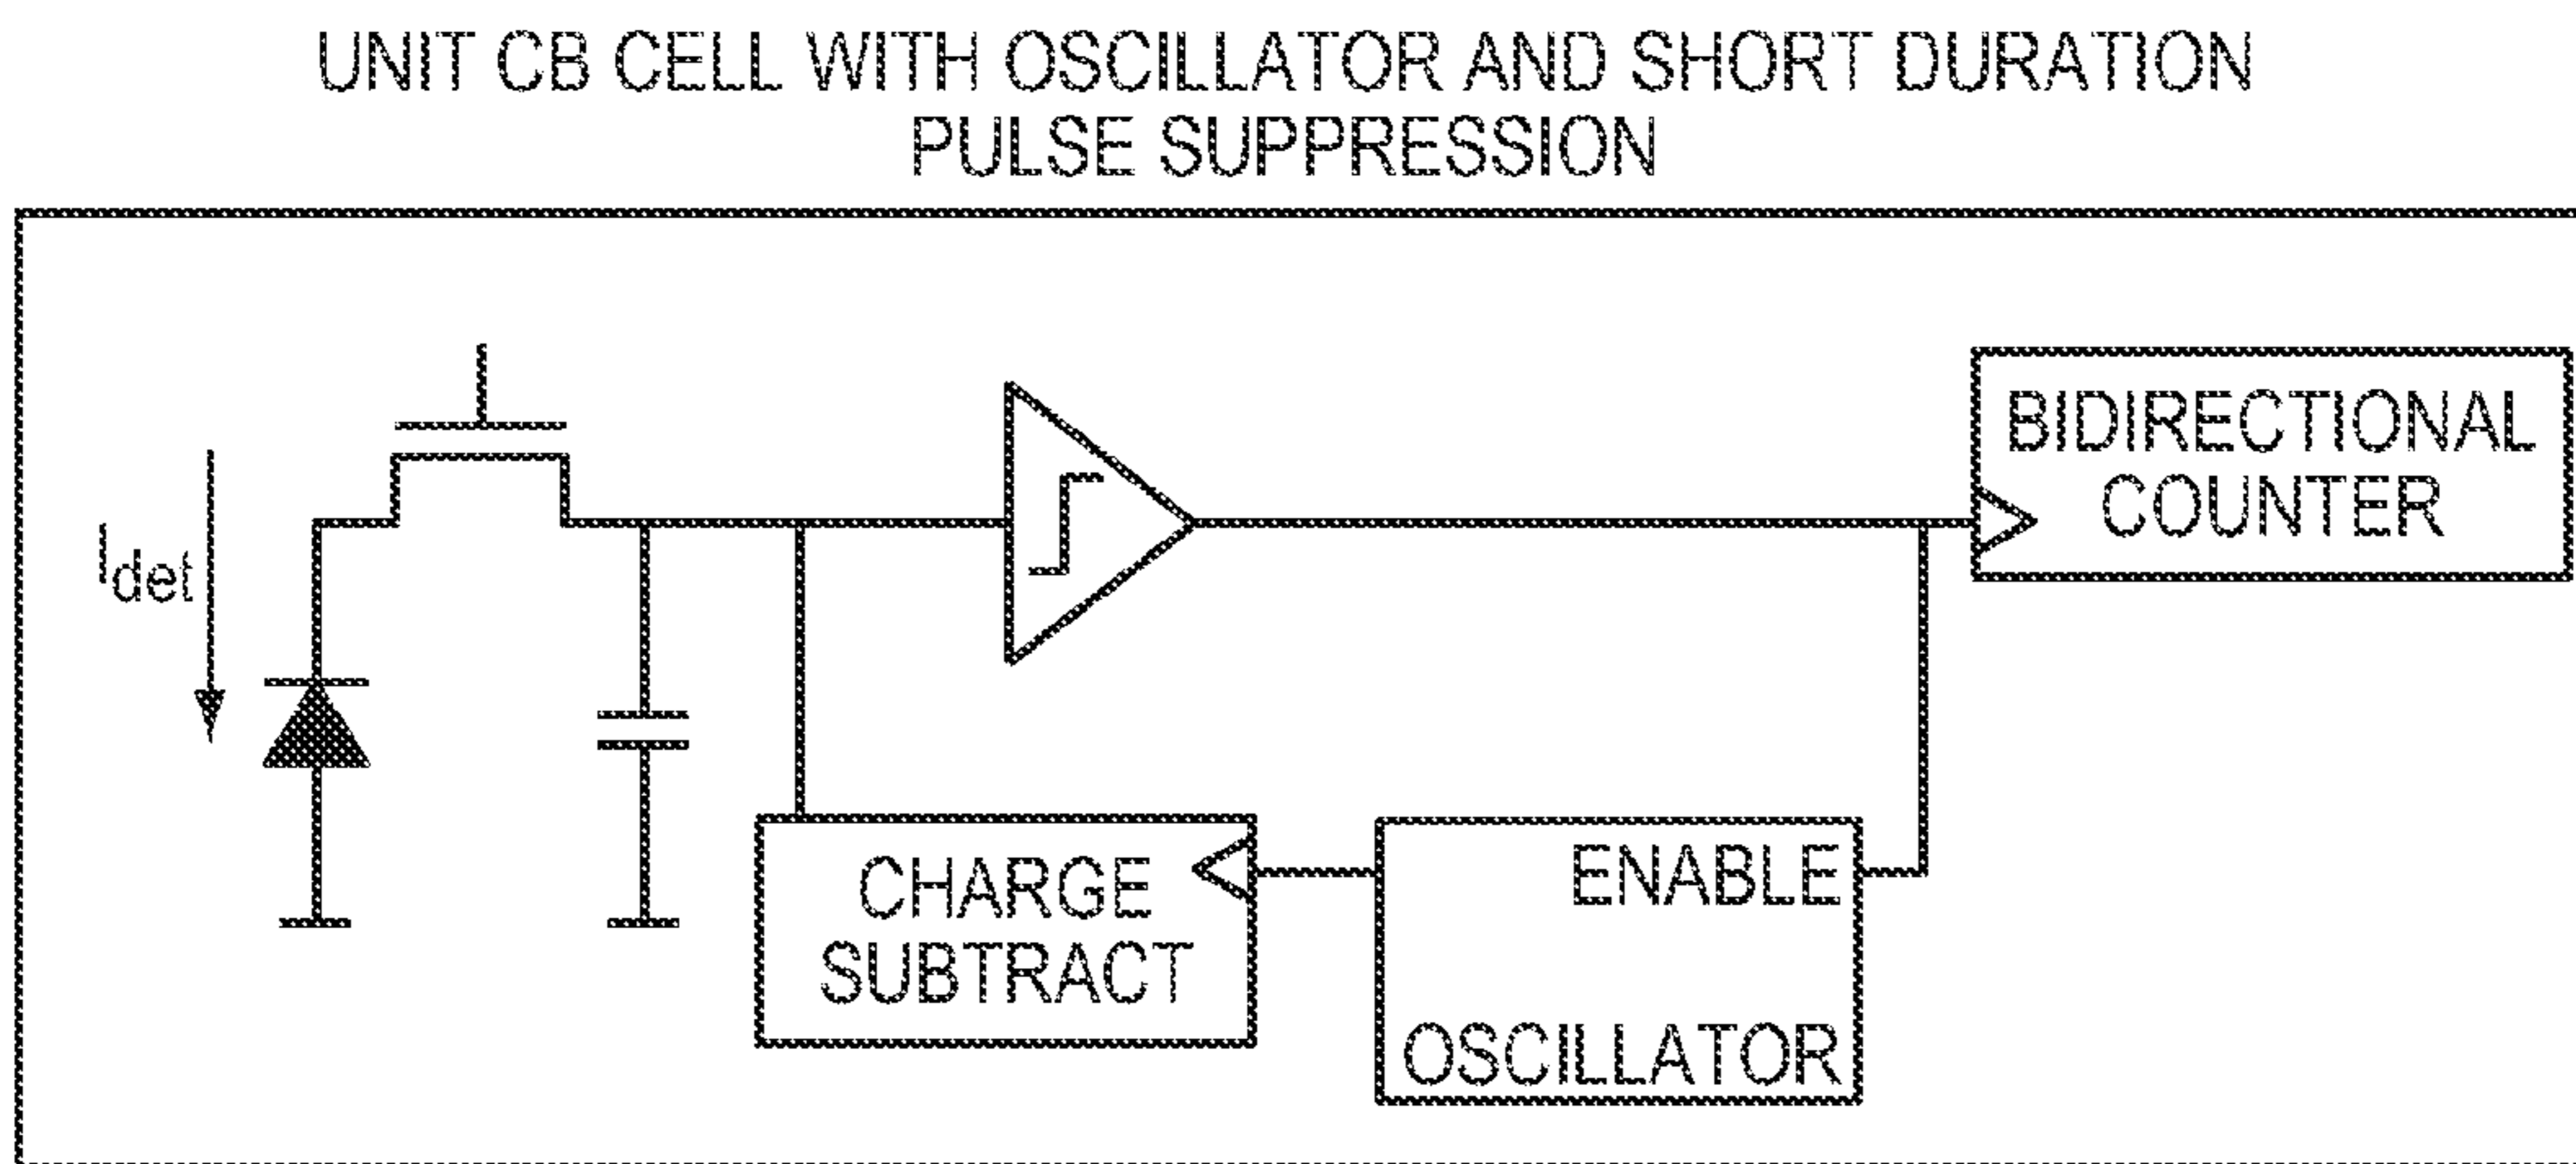 UNIT CB CELL WITH OSCILLATOR AND SHORT DURATION
PULSE SUPPRESSION
BIDIRECTIONAL
COUNTER
Idet
CHARGE
SUBTRACT
ENABLE
OSCILLATOR